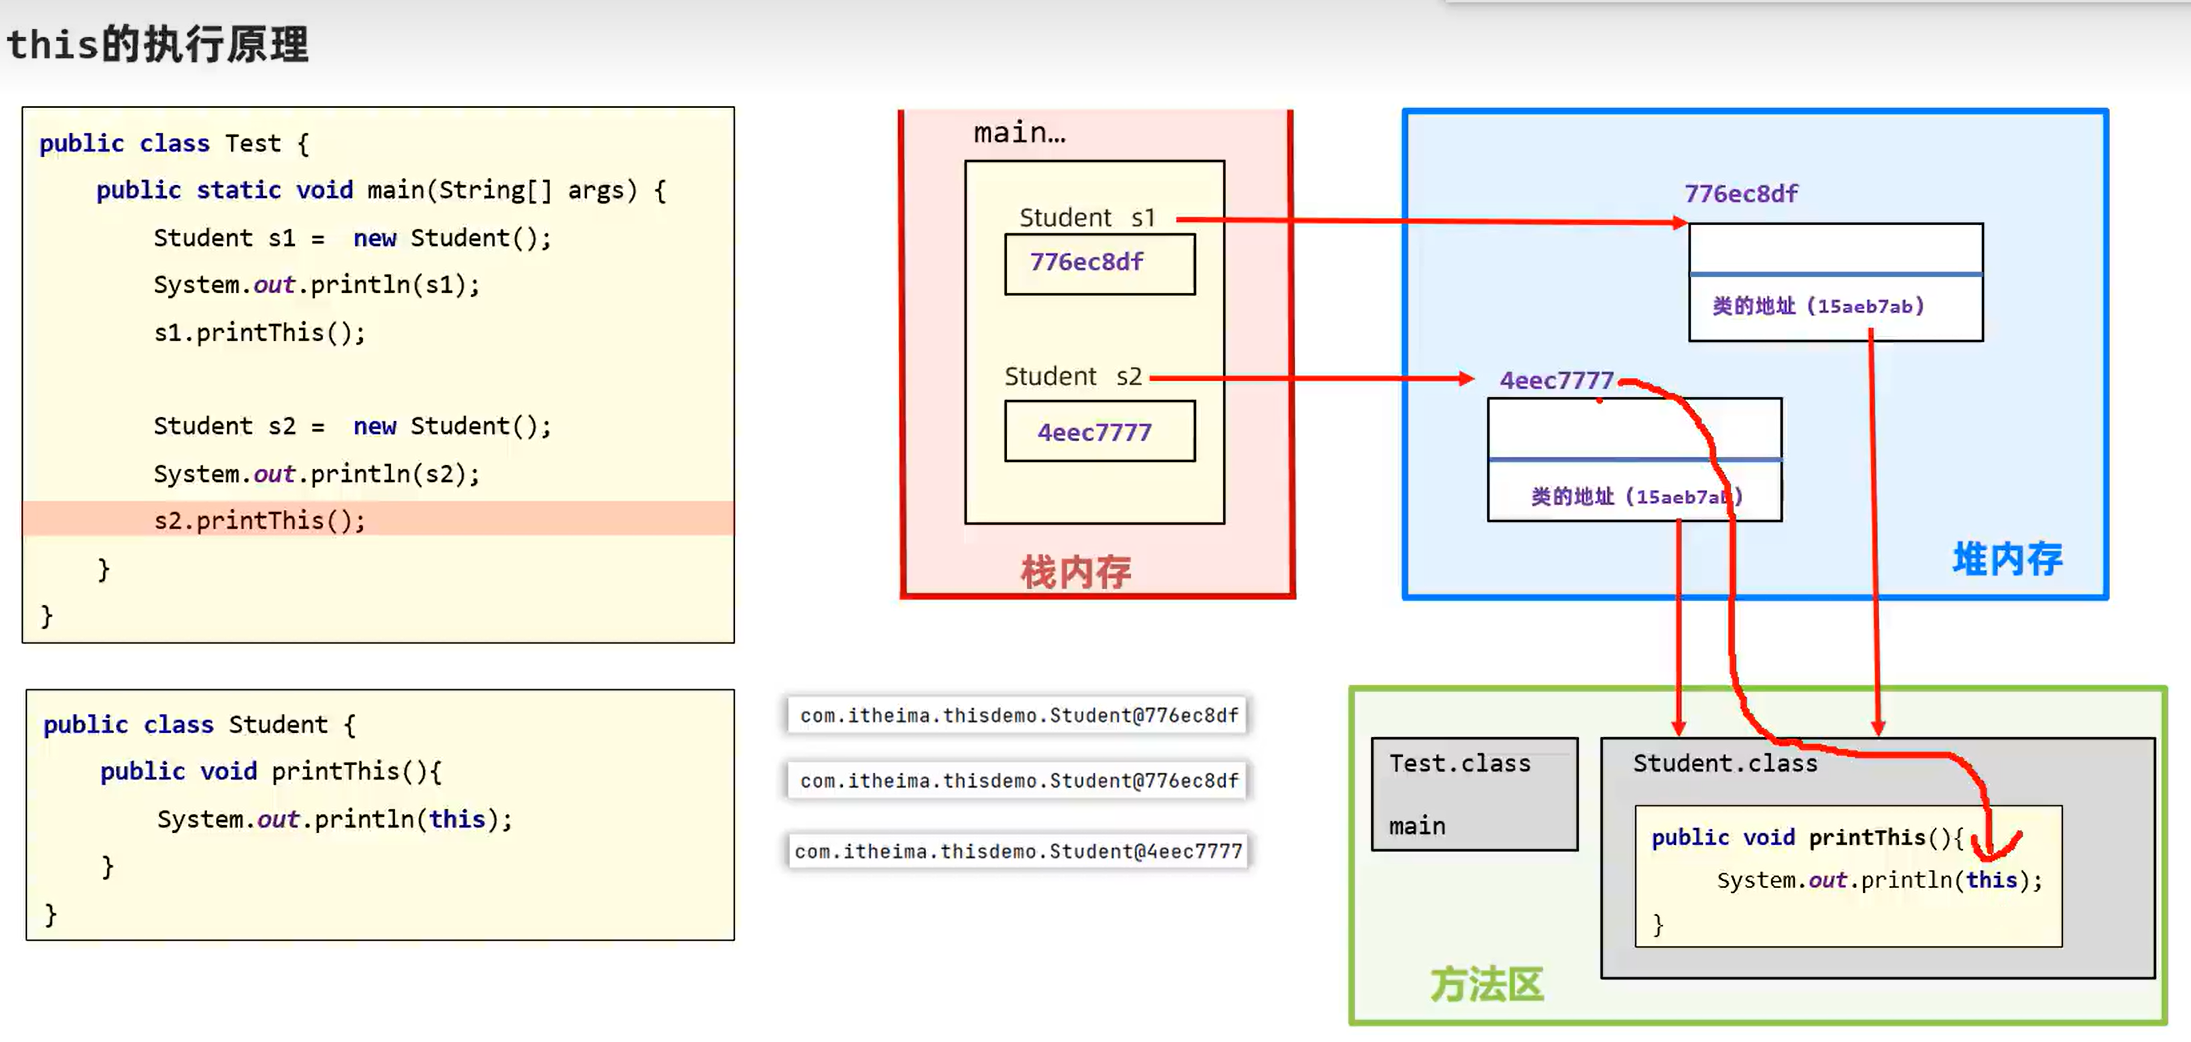 this的执行原理
public class Test {
public static void main(String[] args) {
Student s1 = new Student();
System.out.println(s1);
s1.printThis();
Student s2 = new Student();
System.out.println(s2);
s2.printThis();
}
}
public class Student {
public void printThis(){
System.out.println(this);
}
}
main…
Student s1
776ec8df
Student s2
4eec7777
栈内存
776ec8df
类的地址（15aeb7ab）
4eec7777
类的地址（15aeb7ab）
堆内存
com.itheima.thisdemo.Student@776ec8df
com.itheima.thisdemo.Student@776ec8df
com.itheima.thisdemo.Student@4eec7777
Test.class
main
Student.class
public void printThis(){
System.out.println(this);
}
方法区